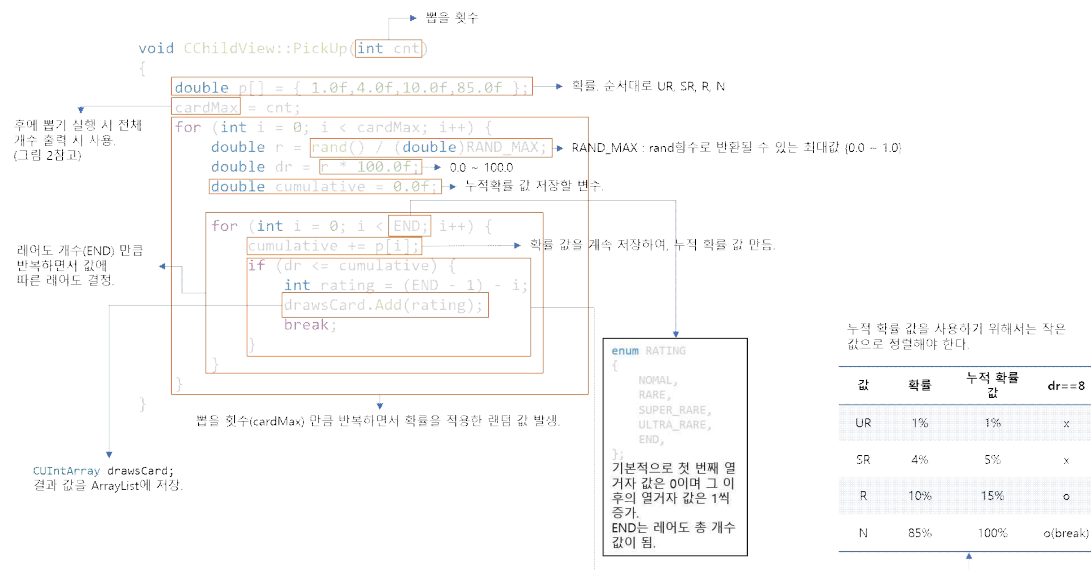 뽑을 횟수
void CChildView::PickUp(int cnt)
{
double p[] = { 1.0f,4.0f,10.0f,85.0f };
확률. 순서대로 UR, SR, R, N
cardMax = cnt;
후에 뽑기 실행 시 전체
개수 출력 시 사용.
(그림 2참고)
for (int i = 0; i < cardMax; i++) {
double r = rand() / (double)RAND_MAX;
RAND_MAX : rand함수로 반환될 수 있는 최대값 {0.0 ~ 1.0}
double dr = r * 100.0f;
0.0 ~ 100.0
double cumulative = 0.0f;
누적확률 값 저장할 변수.
for (int i = 0; i < END; i++) {
cumulative += p[i];
확률 값을 계속 저장하여, 누적 확률 값 만듬.
레어도 개수(END) 만큼
반복하면서 값에
따른 레어도 결정.
if (dr <= cumulative) {
int rating = (END - 1) - i;
drawsCard.Add(rating);
break;
}
}
}
}
뽑을 횟수(cardMax) 만큼 반복하면서 확률을 적용한 랜덤 값 발생.
CUIntArray drawsCard;
결과 값을 ArrayList에 저장.
enum RATING
{
NOMAL,
RARE,
SUPER_RARE,
ULTRA_RARE,
END,
};
기본적으로 첫 번째 열
거자 값은 0이며 그 이
후의 열거자 값은 1씩
증가.
END는 레어도 총 개수
값이 됨.
누적 확률 값을 사용하기 위해서는 작은
값으로 정렬해야 한다.
값 확률 누적 확률 값 dr==8
UR 1% 1% x
SR 4% 5% x
R 10% 15% o
N 85% 100% o(break)